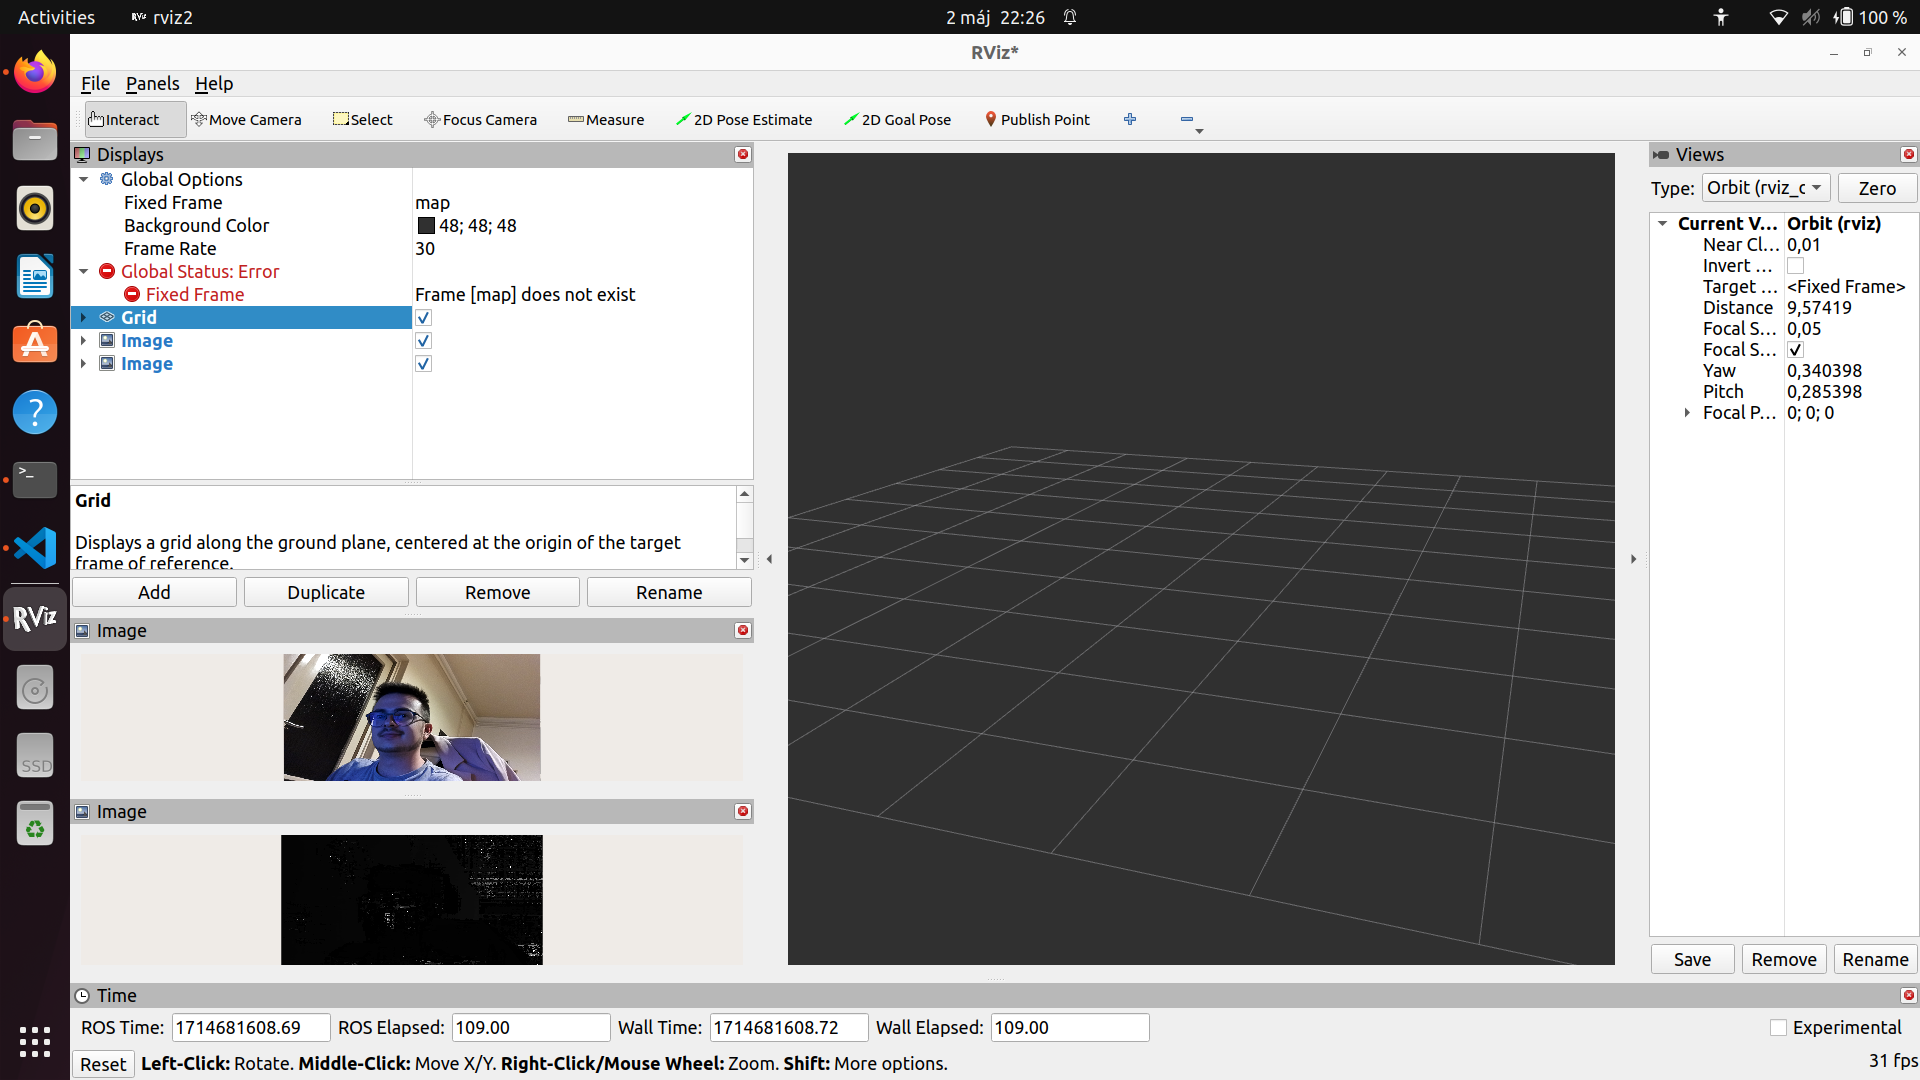 Activities
RViz rviz2
2 máj 22:26
100 %
RViz*
File Panels Help
Interact
Move Camera
Select
Focus Camera
Measure
2D Pose Estimate
2D Goal Pose
Publish Point
Displays
Global Options
Fixed Frame map
Background Color 48; 48; 48
Frame Rate 30
Global Status: Error
Fixed Frame Frame [map] does not exist
Grid
Image
Image
Grid
Displays a grid along the ground plane, centered at the origin of the target
frame of reference.
Add Duplicate Remove Rename
Image
Image
Views
Type: Orbit (rviz_c Zero
Current V... Orbit (rviz)
Near Cl... 0,01
Invert ...
Target ... <Fixed Frame>
Distance 9,57419
Focal S... 0,05
Focal S...
Yaw 0,340398
Pitch 0,285398
Focal P... 0; 0; 0
Save Remove Rename
>_
?
RViz
SSD
Time
ROS Time: 1714681608.69 ROS Elapsed: 109.00 Wall Time: 1714681608.72 Wall Elapsed: 109.00 Experimental
Reset Left-Click: Rotate. Middle-Click: Move X/Y. Right-Click/Mouse Wheel: Zoom. Shift: More options. 31 fps